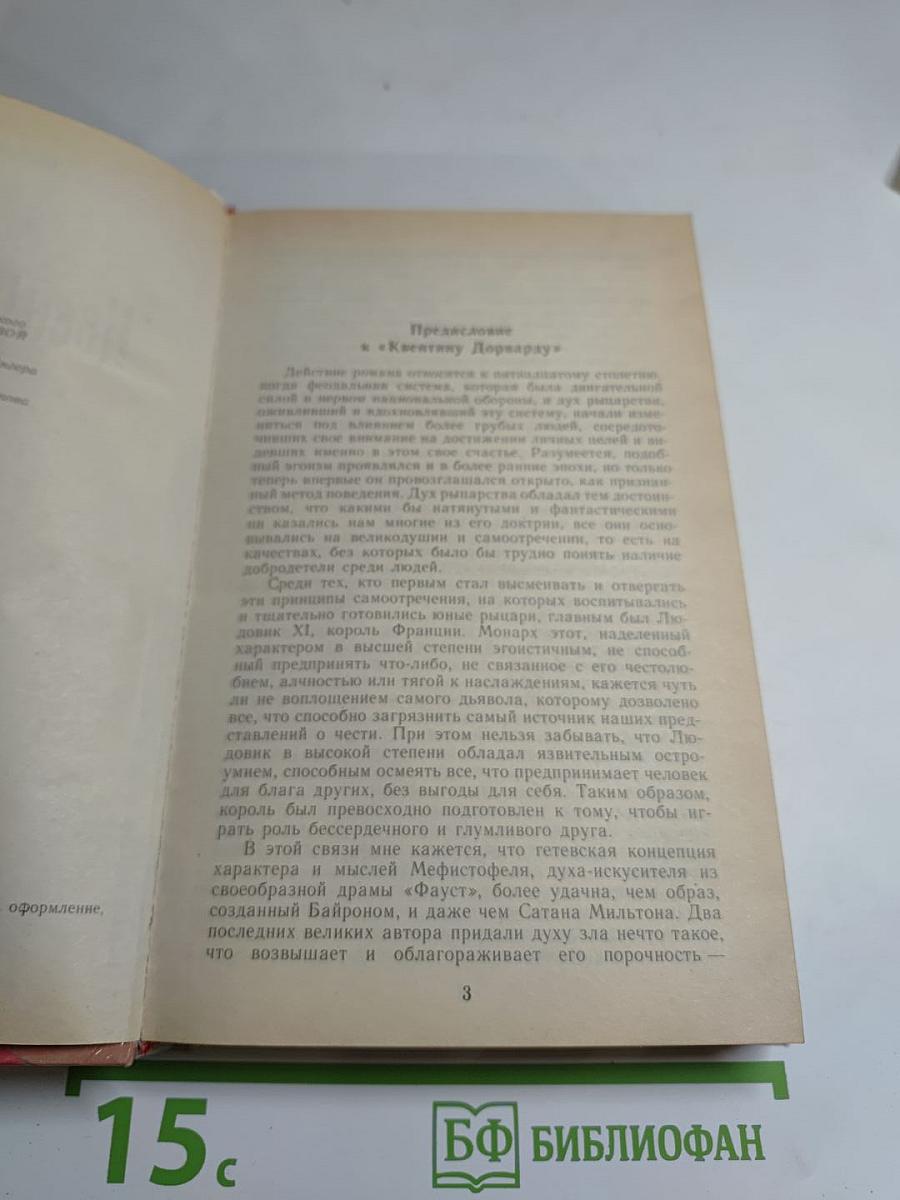 оформление,
Предисловие
к «Квентину Дорварду»
Действие романа относится к пятнадцатому столетию,
когда феодальная система, которая была двигательной
силой и нервом национальной обороны, и дух рыцарства,
ожививший и вдохновлявший эту систему, начали изме-
ниться под влиянием более грубых людей, сосредото-
чивших свое внимание на достижении личных целей и ви-
девших именно в этом свое счастье. Разумеется, подоб-
ный эгоизм проявлялся и в более ранние эпохи, но только
теперь впервые он провозглашался открыто, как признан-
ный метод поведения. Дух рыцарства обладал тем достоин-
ством, что какими бы натянутыми и фантастическими
ни казались нам многие из его доктрин, все они осно-
вывались на великодушии и самоотречении, то есть на
качествах, без которых было бы трудно понять наличие
добродетели среди людей.
Среди тех, кто первым стал высмеивать и отвергать
эти принципы самоотречения, на которых воспитывались
и тщательно готовились юные рыцари, главным был Лю-
довик XI, король Франции. Монарх этот, наделенный
характером в высшей степени эгоистичным, не способ-
ный предпринять что-либо, не связанное с его честолю-
бием, алчностью или тягой к наслаждениям, кажется чуть
ли не воплощением самого дьявола, которому дозволено
все, что способно загрязнить самый источник наших пред-
ставлений о чести. При этом нельзя забывать, что Лю-
довик в высокой степени обладал язвительным остро-
умием, способным осмеять все, что предпринимает человек
для блага других, без выгоды для себя. Таким образом,
король был превосходно подготовлен к тому, чтобы иг-
рать роль бессердечного и глумливого друга.
В этой связи мне кажется, что гетевская концепция
характера и мыслей Мефистофеля, духа-искусителя из
своеобразной драмы «Фауст», более удачна, чем образ,
созданный Байроном, и даже чем Сатана Мильтона. Два
последних великих автора придали духу зла нечто такое,
что возвышает и облагораживает его порочность —
3
15 с
БФ БИБЛИОФАН